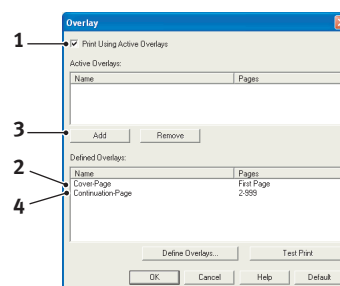 Overlay
1
Print Using Active Overlays
Active Overlays:
Name Pages
3
Add Remove
Defined Overlays:
Name Pages
2
Cover-Page First Page
4
Continuation-Page 2-999
Define Overlays... Test Print
OK Cancel Help Default